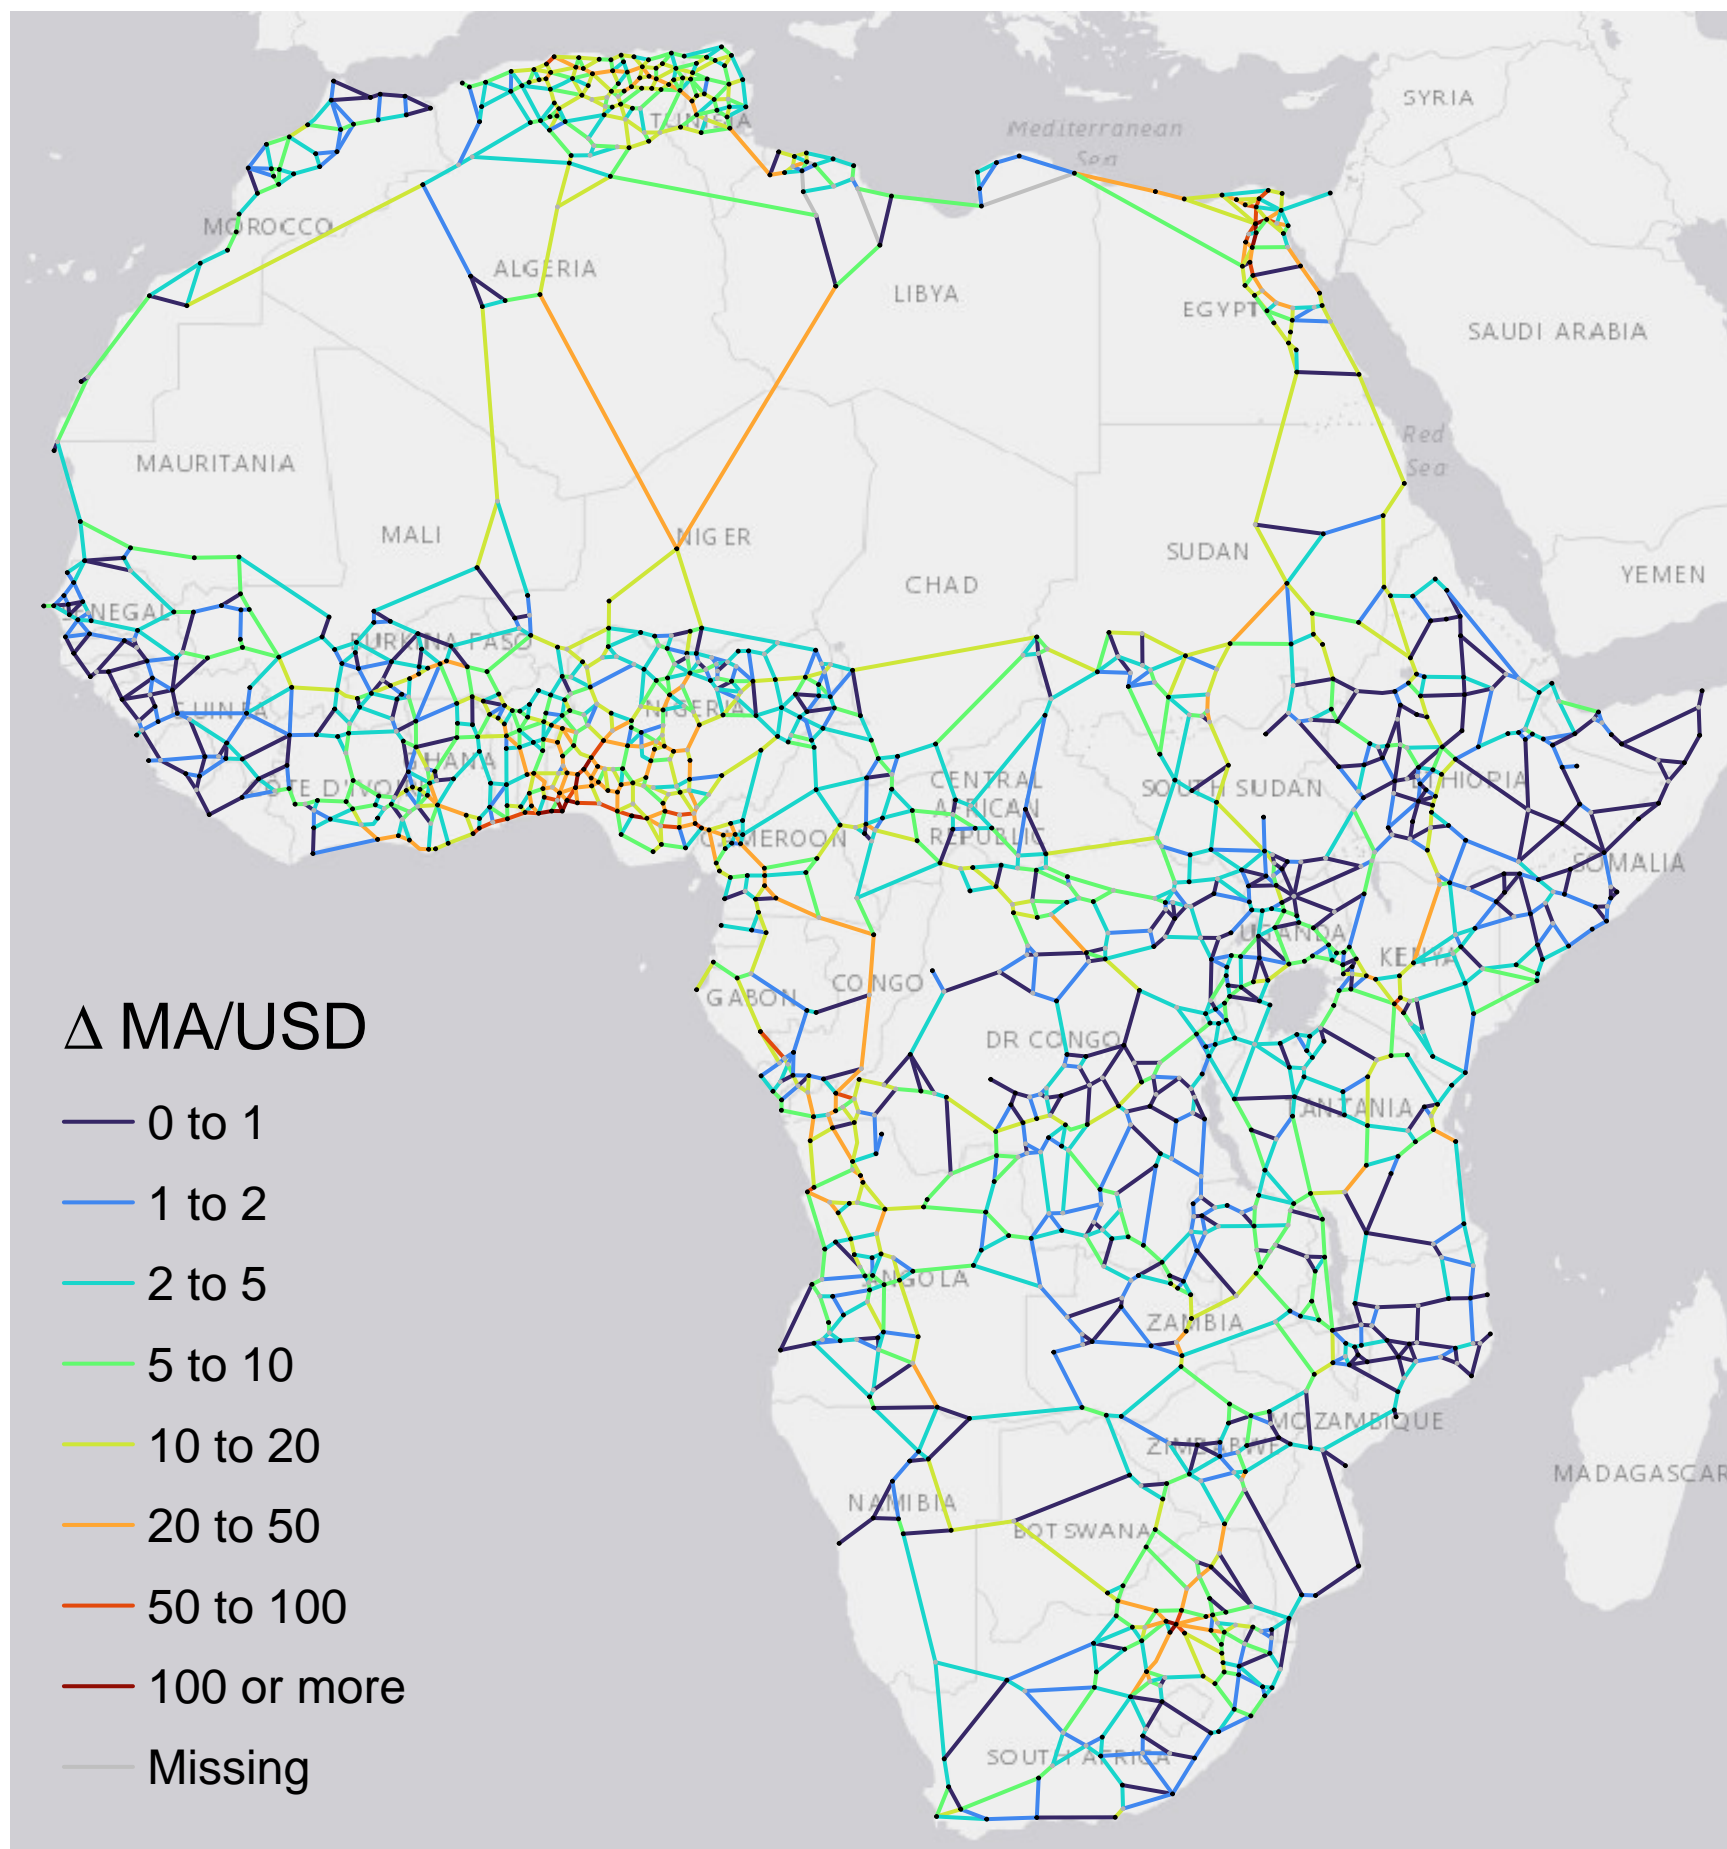 SYRIA
Mediterranean
Sea
TUNISIA
MOROCCO
ALGERIA
LIBYA
EGYPT
SAUDI ARABIA
Red
Sea
MAURITANIA
MALI
NIGER
CHAD
SUDAN
YEMEN
SENEGAL
BURKINA FASO
GUINEA
NIGERIA
GHANA
CÔTE D'IVOIRE
CENTRAL
AFRICAN
REPUBLIC
SOUTH SUDAN
ETHIOPIA
CAMEROON
SOMALIA
UGANDA
KENYA
GABON
CONGO
DR CONGO
TANZANIA
ANGOLA
ZAMBIA
MOZAMBIQUE
ZIMBABWE
MADAGASCAR
NAMIBIA
BOTSWANA
SOUTH AFRICA
Δ MA/USD
0 to 1
1 to 2
2 to 5
5 to 10
10 to 20
20 to 50
50 to 100
100 or more
Missing